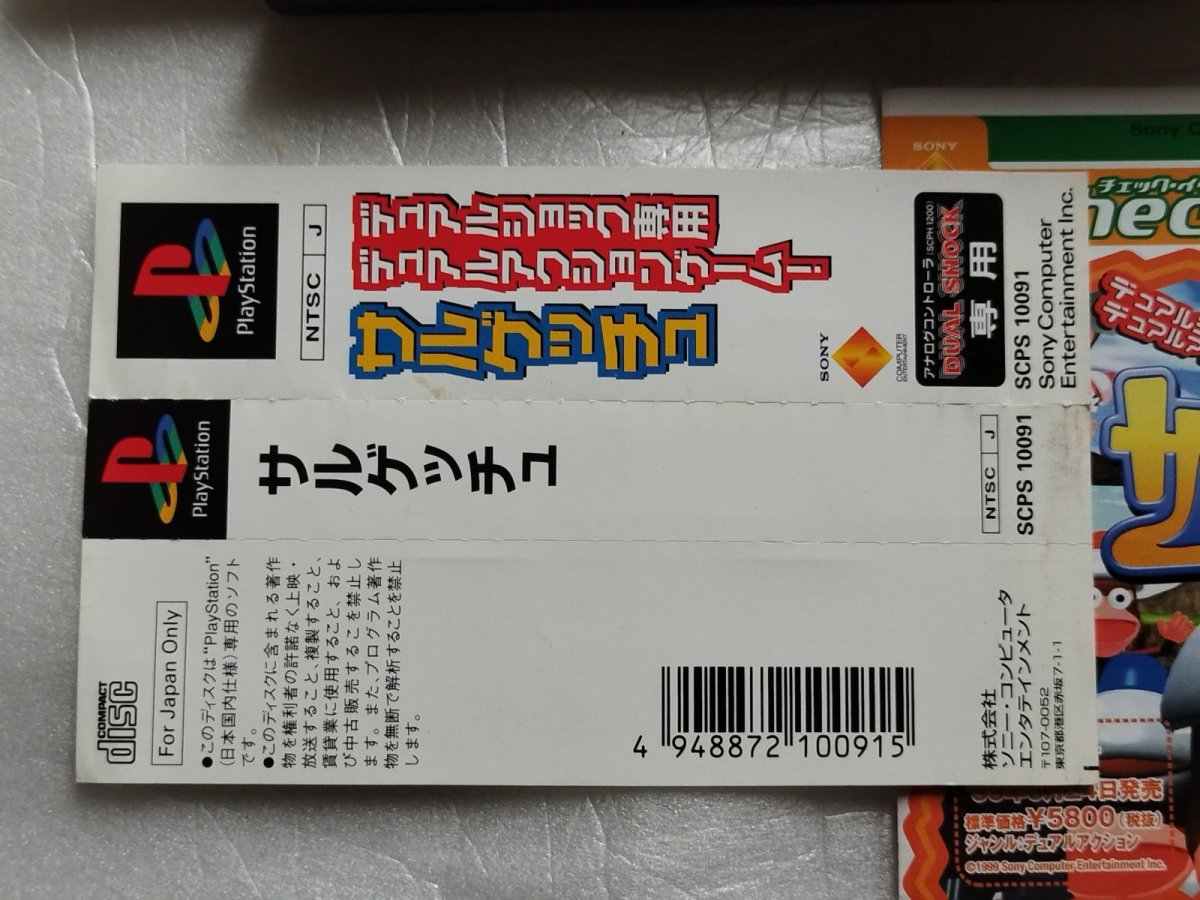 PlayStation
NTSC J
デュアルショック専用
デュアルアクションゲーム!
サルゲッチュ
SONY
COMPUTER
ENTERTAINMENT
アナログコントローラ(SCPH 1200)
DUAL SHOCK
専用
SCPS 10091
Sony Computer
Entertainment Inc.
PlayStation
サルゲッチュ
NTSC J
SCPS 10091
COMPACT
disc
For Japan Only
●このディスクは"PlayStation"
(日本国内仕様)専用のソフト
です。
●このディスクに含まれる著作
物を権利者の許諾なく上映・
放送すること、複製すること、
賃貸業に使用すること、およ
び中古販売するこを禁止し
ます。また、プログラム著作
物を無断で解析することを禁止
します。
4 948872 100915
株式会社
ソニー・コンピュータ
エンタテインメント
〒107-0052
東京都港区赤坂7-1-1
SONY
Sony
チェック・イ
デュアル
デュアルア
サ
日発売
標準価格¥5800(税抜)
ジャンル:デュアルアクション
©1999 Sony Computer Entertainment Inc.